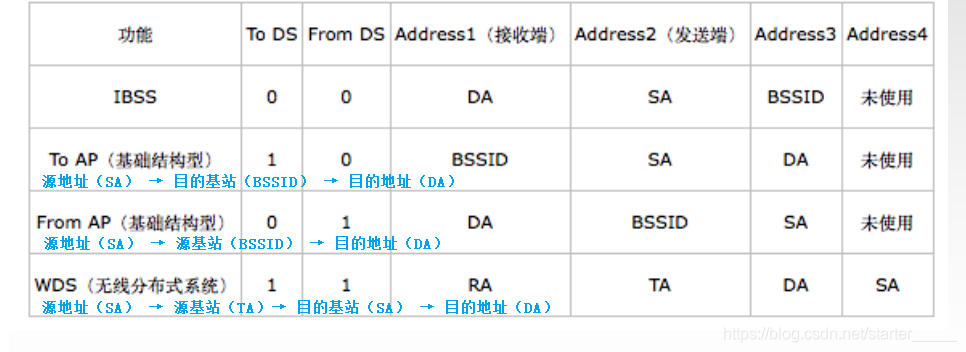 功能 To DS From DS Address1（接收端） Address2（发送端） Address3 Address4
IBSS 0 0 DA SA BSSID 未使用
To AP（基础结构型） 1 0 BSSID SA DA 未使用
源地址（SA） → 目的基站（BSSID） → 目的地址（DA）
From AP（基础结构型） 0 1 DA BSSID SA 未使用
源地址（SA） → 源基站（BSSID） → 目的地址（DA）
WDS（无线分布式系统） 1 1 RA TA DA SA
源地址（SA） → 源基站（TA）→ 目的基站（SA） → 目的地址（DA）
https://blog.csdn.net/starter_____